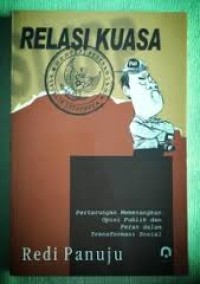 RELASI KUASA
Pertarungan Memenangkan
Opini Publik dan
Peran dalam
Transformasi Sosial
Redi Panuju